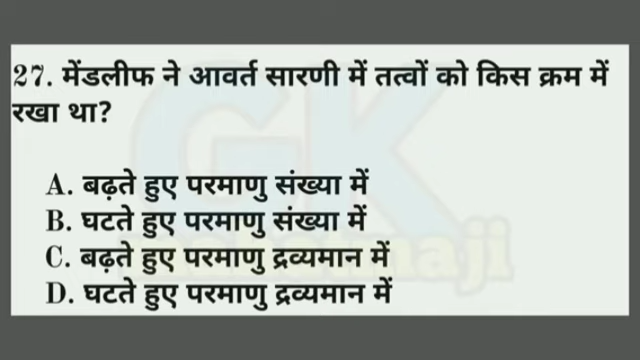 27. मेंडलीफ ने आवर्त सारणी में तत्वों को किस क्रम में
रखा था?
A. बढ़ते हुए परमाणु संख्या में
B. घटते हुए परमाणु संख्या में
C. बढ़ते हुए परमाणु द्रव्यमान में
D. घटते हुए परमाणु द्रव्यमान में